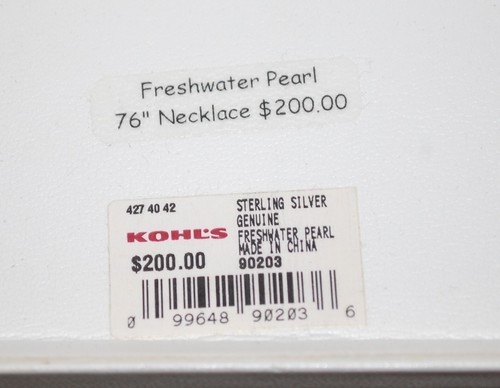 Freshwater Pearl
76" Necklace $200.00
427 40 42
KOHL'S
$200.00
STERLING SILVER
GENUINE
FRESHWATER PEARL
MADE IN CHINA
90203
0 99648 90203 6